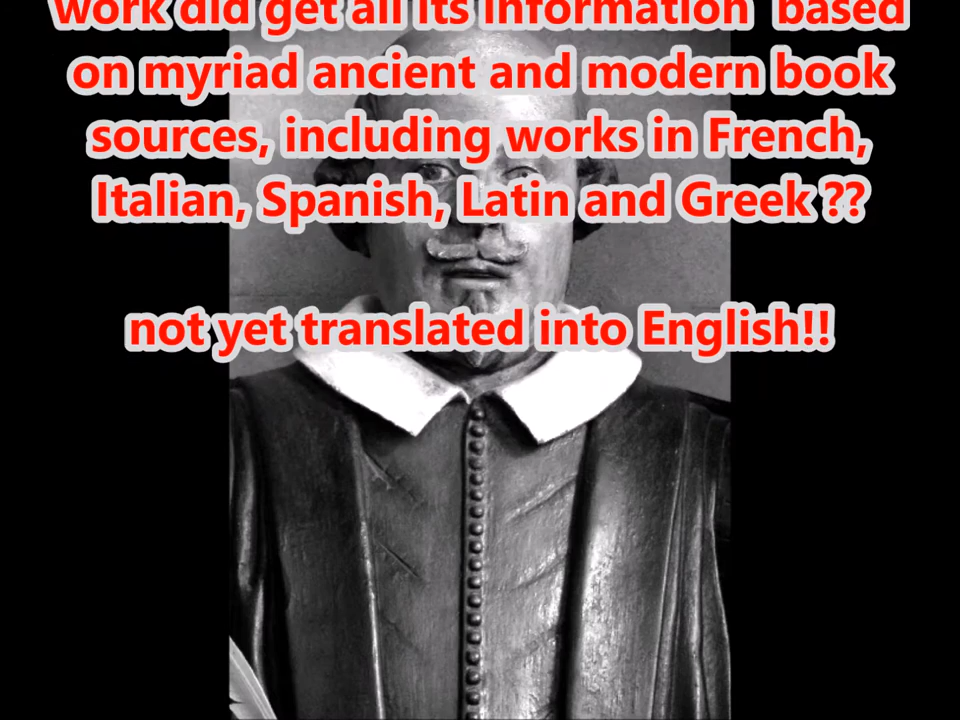 work did get all its information based
on myriad ancient and modern book
sources, including works in French,
Italian, Spanish, Latin and Greek ??
not yet translated into English!!